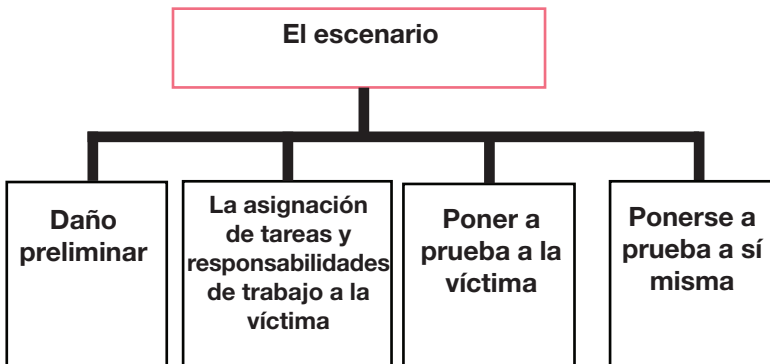 El escenario
Daño
preliminar
La asignación
de tareas y
responsabilidades
de trabajo a la
víctima
Poner a
prueba a la
víctima
Ponerse a
prueba a sí
misma